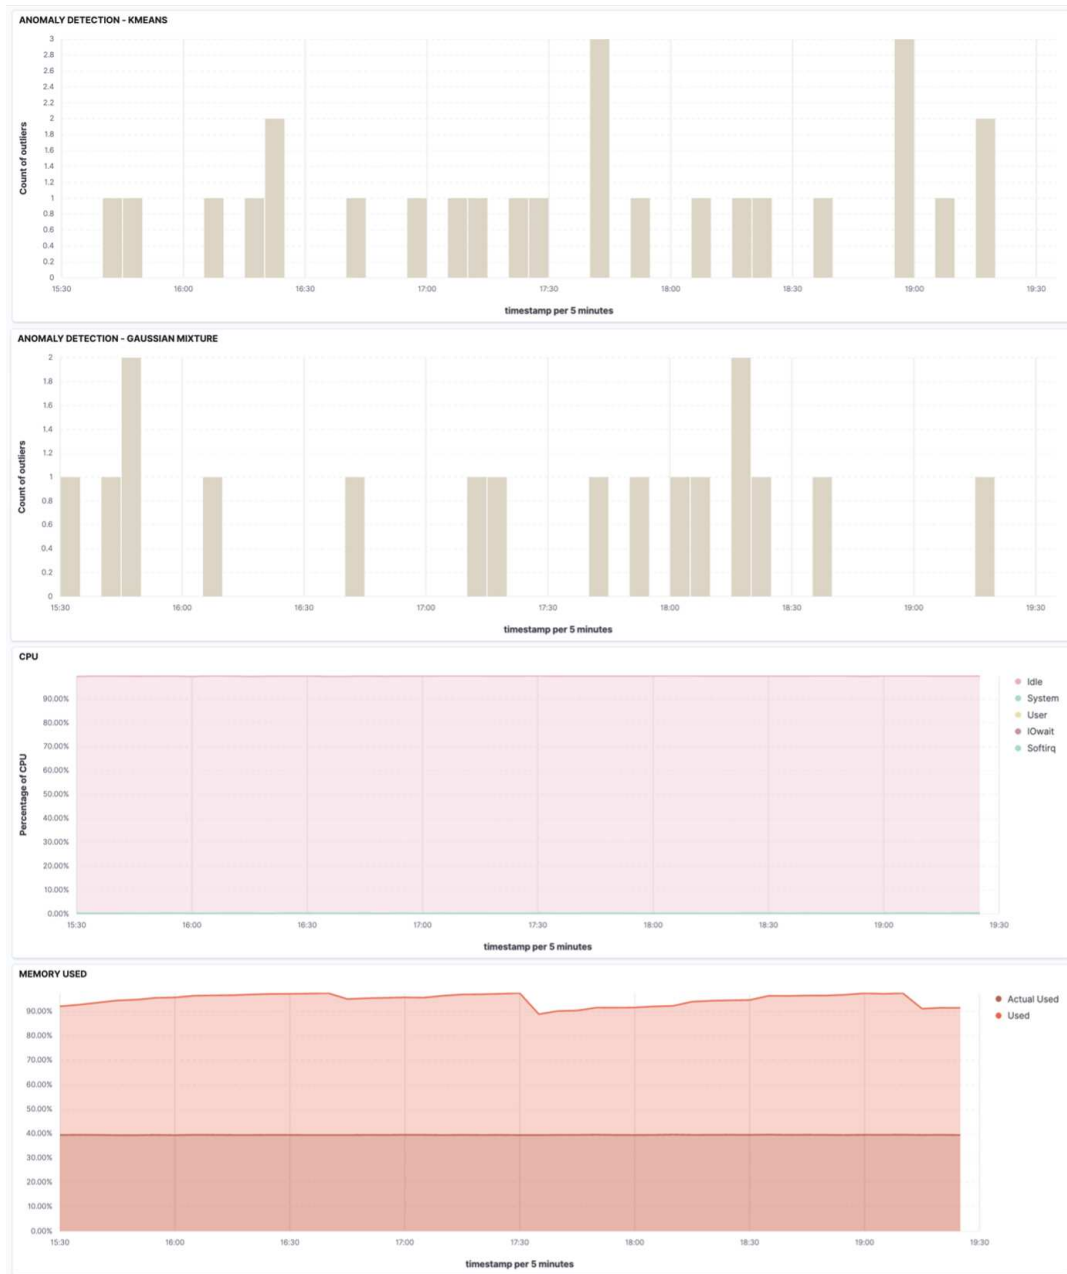 ANOMALY DETECTION - KMEANS
Count of outliers
3
2.8
2.6
2.4
2.2
2
1.8
1.6
1.4
1.2
1
0.8
0.6
0.4
0.2
0
15:30 16:00 16:30 17:00 17:30 18:00 18:30 19:00 19:30
timestamp per 5 minutes
ANOMALY DETECTION - GAUSSIAN MIXTURE
Count of outliers
2
1.8
1.6
1.4
1.2
1
0.8
0.6
0.4
0.2
0
15:30 16:00 16:30 17:00 17:30 18:00 18:30 19:00 19:30
timestamp per 5 minutes
CPU
Percentage of CPU
90.00%
80.00%
70.00%
60.00%
50.00%
40.00%
30.00%
20.00%
10.00%
0.00%
15:30 16:00 16:30 17:00 17:30 18:00 18:30 19:00 19:30
timestamp per 5 minutes
Idle
System
User
IOwait
Softirq
MEMORY USED
90.00%
80.00%
70.00%
60.00%
50.00%
40.00%
30.00%
20.00%
10.00%
0.00%
15:30 16:00 16:30 17:00 17:30 18:00 18:30 19:00 19:30
timestamp per 5 minutes
Actual Used
Used